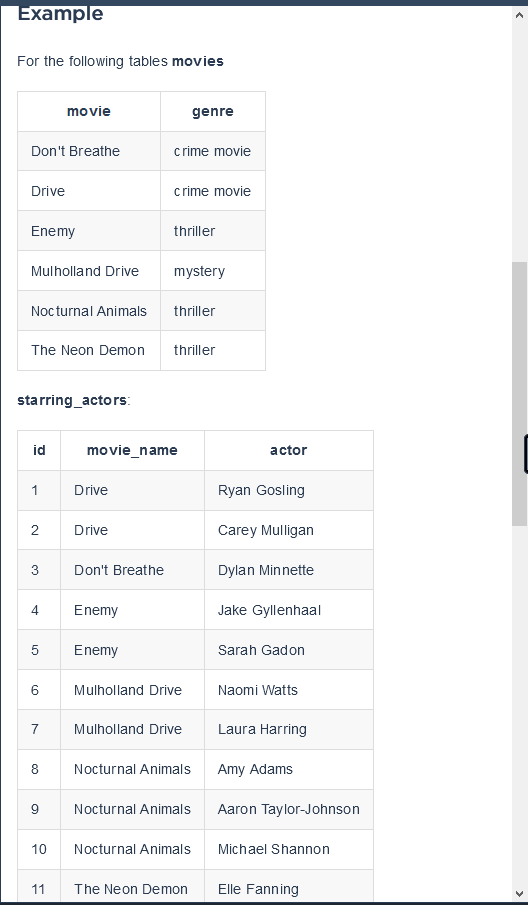 Example
For the following tables movies
movie genre
Don't Breathe crime movie
Drive crime movie
Enemy thriller
Mulholland Drive mystery
Nocturnal Animals thriller
The Neon Demon thriller
starring_actors:
id movie_name actor
1 Drive Ryan Gosling
2 Drive Carey Mulligan
3 Don't Breathe Dylan Minnette
4 Enemy Jake Gyllenhaal
5 Enemy Sarah Gadon
6 Mulholland Drive Naomi Watts
7 Mulholland Drive Laura Harring
8 Nocturnal Animals Amy Adams
9 Nocturnal Animals Aaron Taylor-Johnson
10 Nocturnal Animals Michael Shannon
11 The Neon Demon Elle Fanning